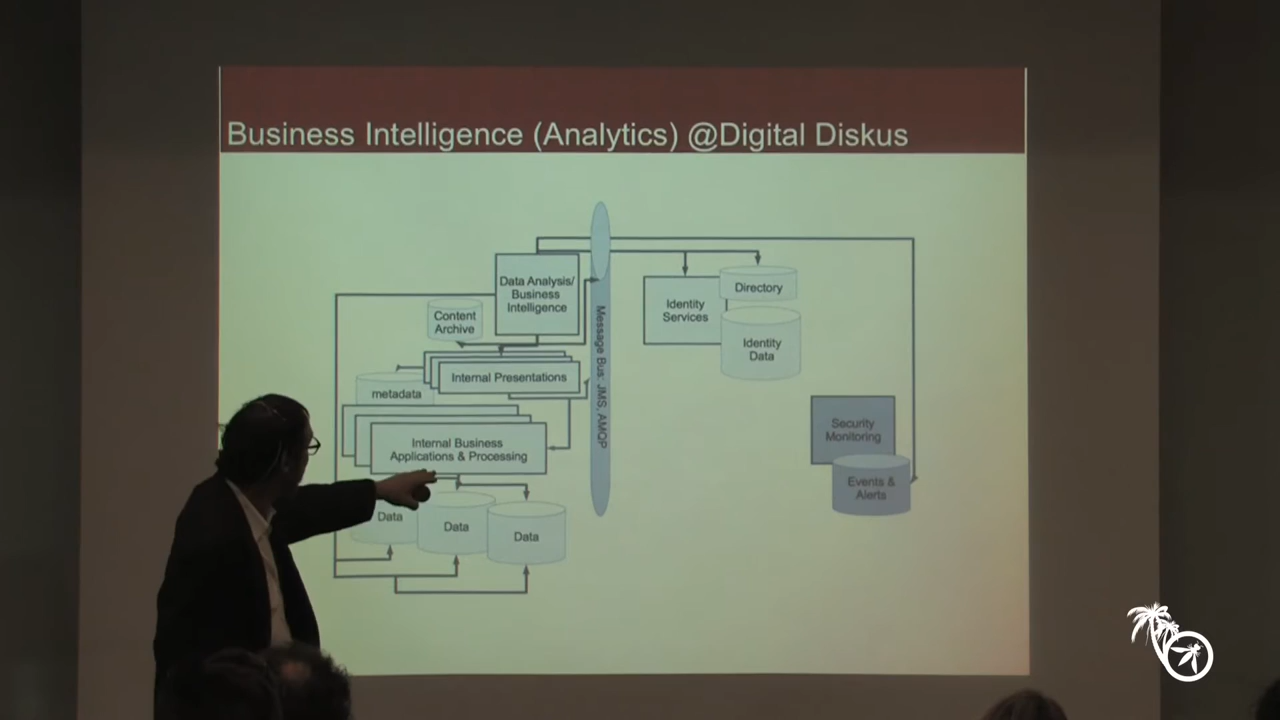 Business Intelligence (Analytics) @Digital Diskus
Data Analysis/
Business
Intelligence
Content
Archive
Internal Presentations
metadata
Internal Business
Applications & Processing
Data
Data
Data
Message Bus: JMS, AMQP
Identity
Services
Directory
Identity
Data
Security
Monitoring
Events &
Alerts